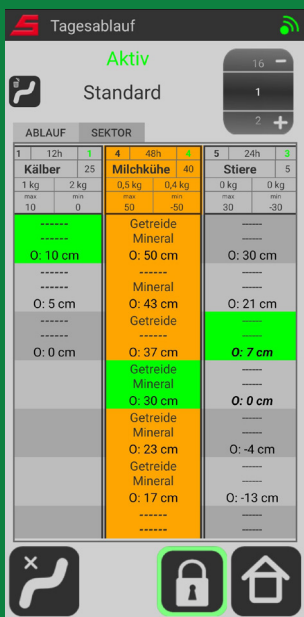 Tagesablauf
Aktiv
Standard
16 −
1
2 +
ABLAUF SEKTOR
1 12h 1 4 48h 4 5 24h 3
Kälber 25 Milchkühe 40 Stiere 5
1 kg 2 kg 0,5 kg 0,4 kg 0 kg 0 kg
max min max min max min
10 0 50 -50 30 -30
------ Getreide ------
------ Mineral ------
O: 10 cm O: 50 cm O: 30 cm
------ ------ ------
------ Mineral ------
O: 5 cm O: 43 cm O: 21 cm
------ Getreide ------
------ ------ ------
O: 0 cm O: 37 cm O: 7 cm
Getreide ------
Mineral ------
O: 30 cm O: 0 cm
Getreide ------
Mineral ------
O: 23 cm O: -4 cm
Getreide ------
Mineral ------
O: 17 cm O: -13 cm
------
------